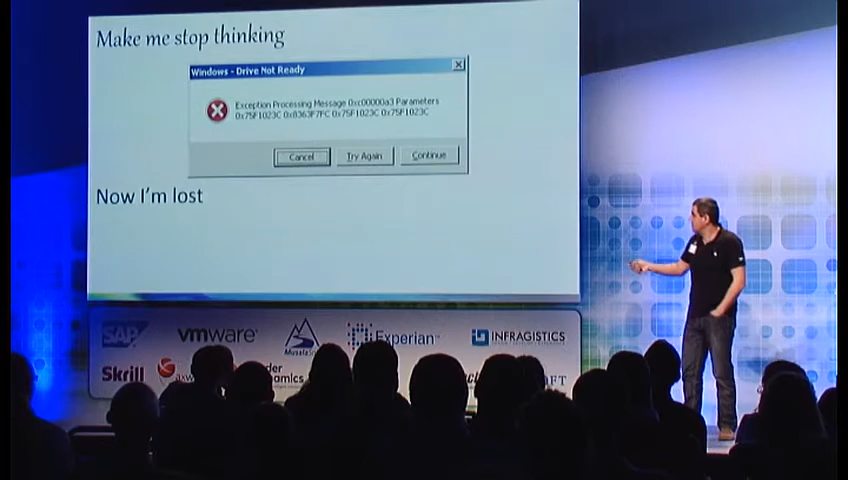 Make me stop thinking
Windows - Drive Not Ready
Exception Processing Message 0xc00000a3 Parameters
0x75F1023C 0x8363F7FC 0x75F1023C 0x75F1023C
Cancel Try Again Continue
Now I'm lost
SAP vmware Experian INFRAGISTICS
Skrill